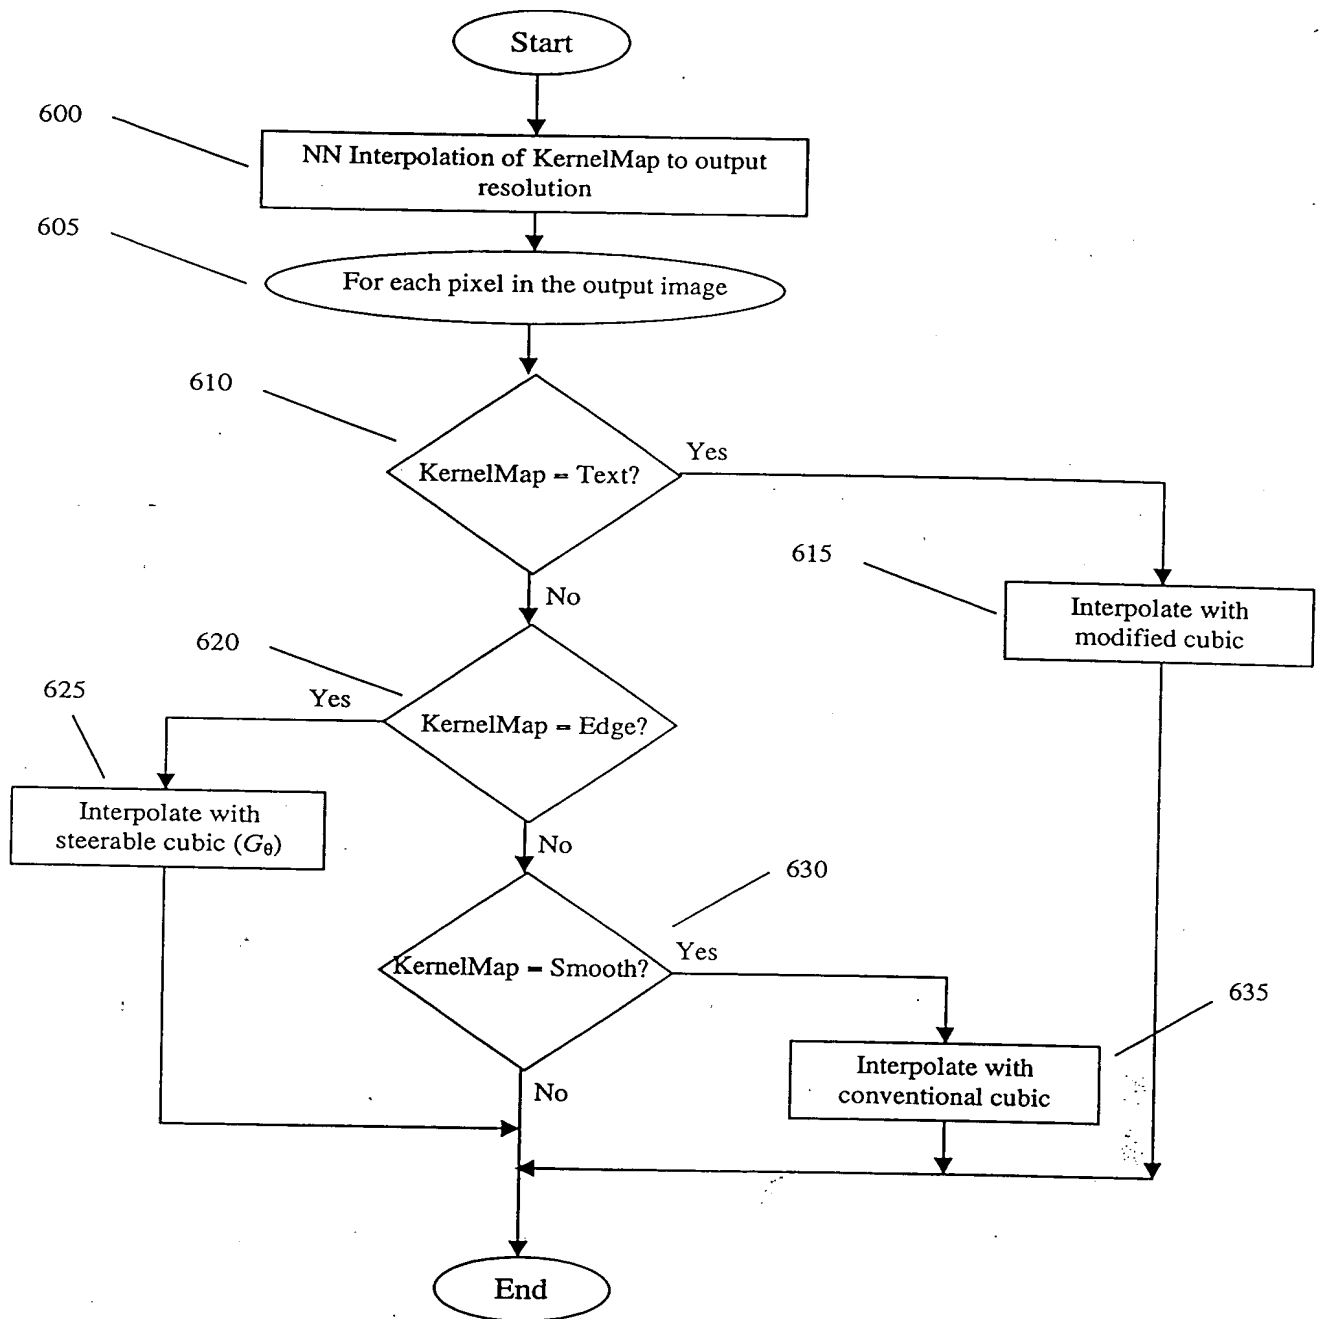 Start
600
NN Interpolation of KernelMap to output
resolution
605
For each pixel in the output image
610
KernelMap = Text?
Yes
615
Interpolate with
modified cubic
No
620
KernelMap = Edge?
Yes
625
Interpolate with
steerable cubic (Gθ)
No
630
KernelMap = Smooth?
Yes
635
Interpolate with
conventional cubic
No
End